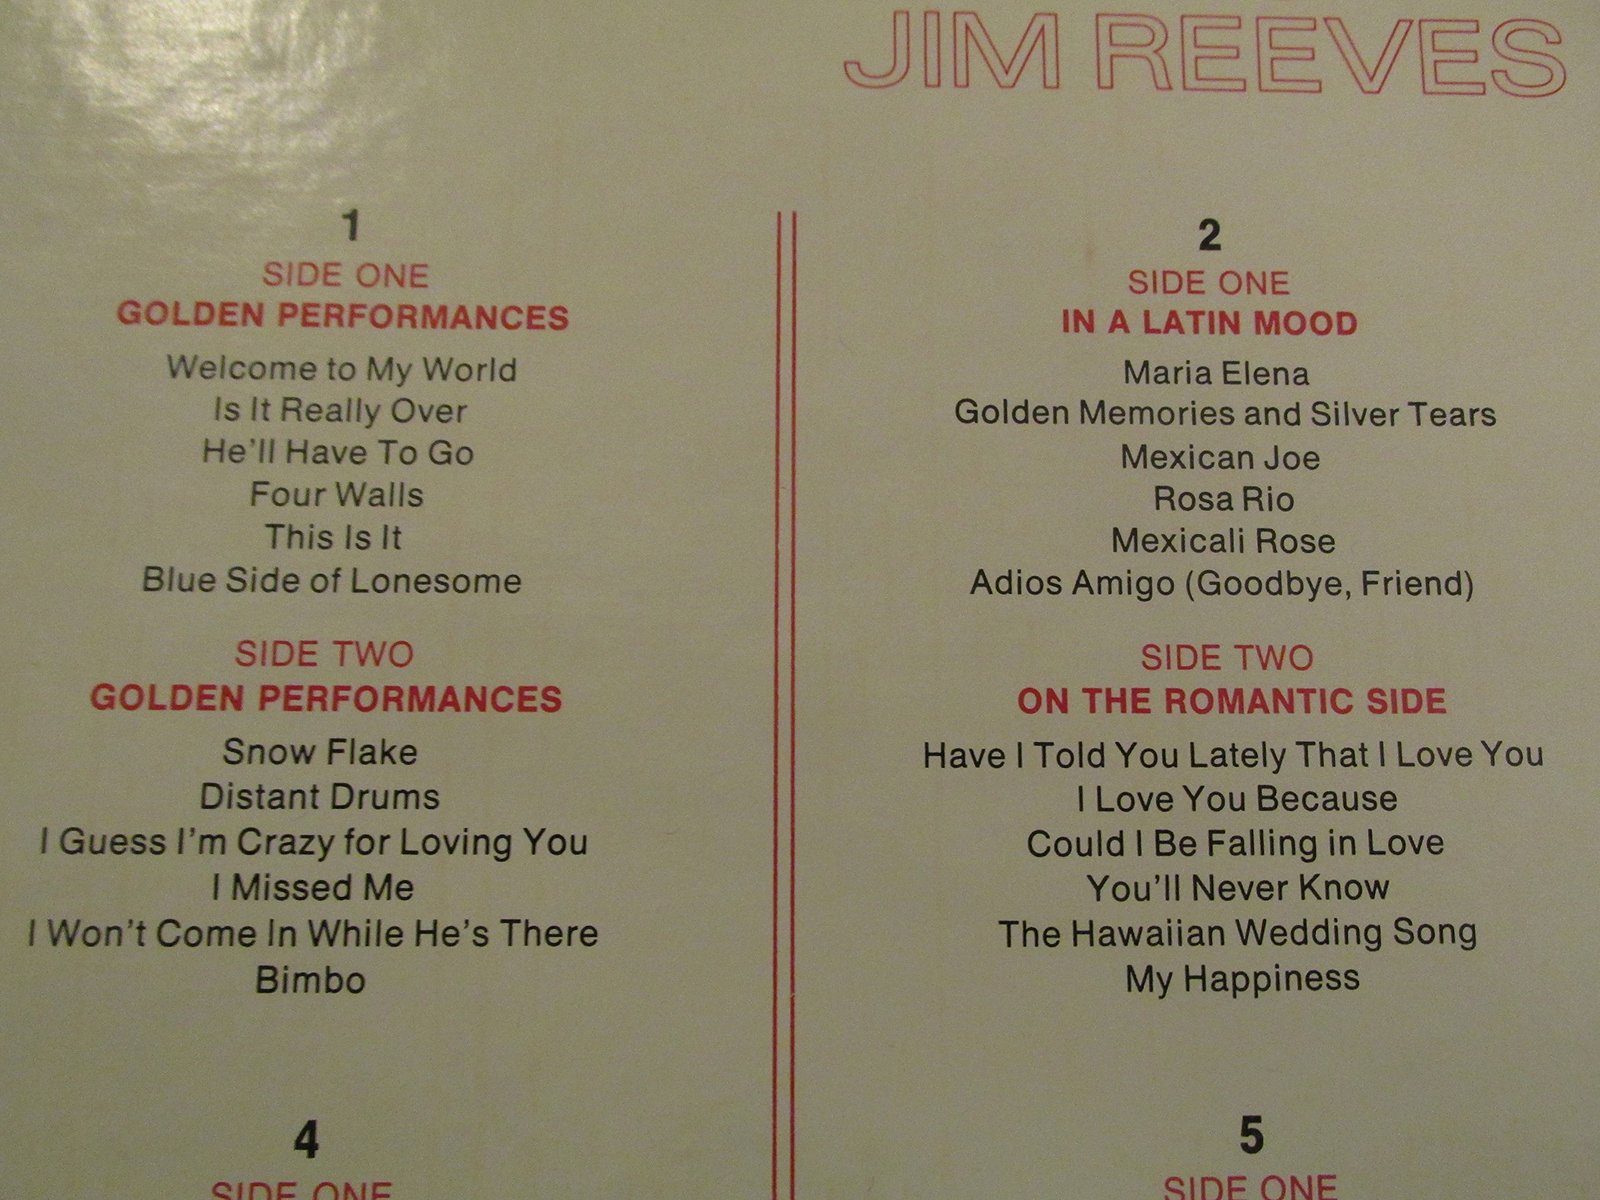 JIM REEVES
1
SIDE ONE
GOLDEN PERFORMANCES
Welcome to My World
Is It Really Over
He'll Have To Go
Four Walls
This Is It
Blue Side of Lonesome
SIDE TWO
GOLDEN PERFORMANCES
Snow Flake
Distant Drums
I Guess I'm Crazy for Loving You
I Missed Me
I Won't Come In While He's There
Bimbo
4
SIDE ONE
2
SIDE ONE
IN A LATIN MOOD
Maria Elena
Golden Memories and Silver Tears
Mexican Joe
Rosa Rio
Mexicali Rose
Adios Amigo (Goodbye, Friend)
SIDE TWO
ON THE ROMANTIC SIDE
Have I Told You Lately That I Love You
I Love You Because
Could I Be Falling in Love
You'll Never Know
The Hawaiian Wedding Song
My Happiness
5
SIDE ONE